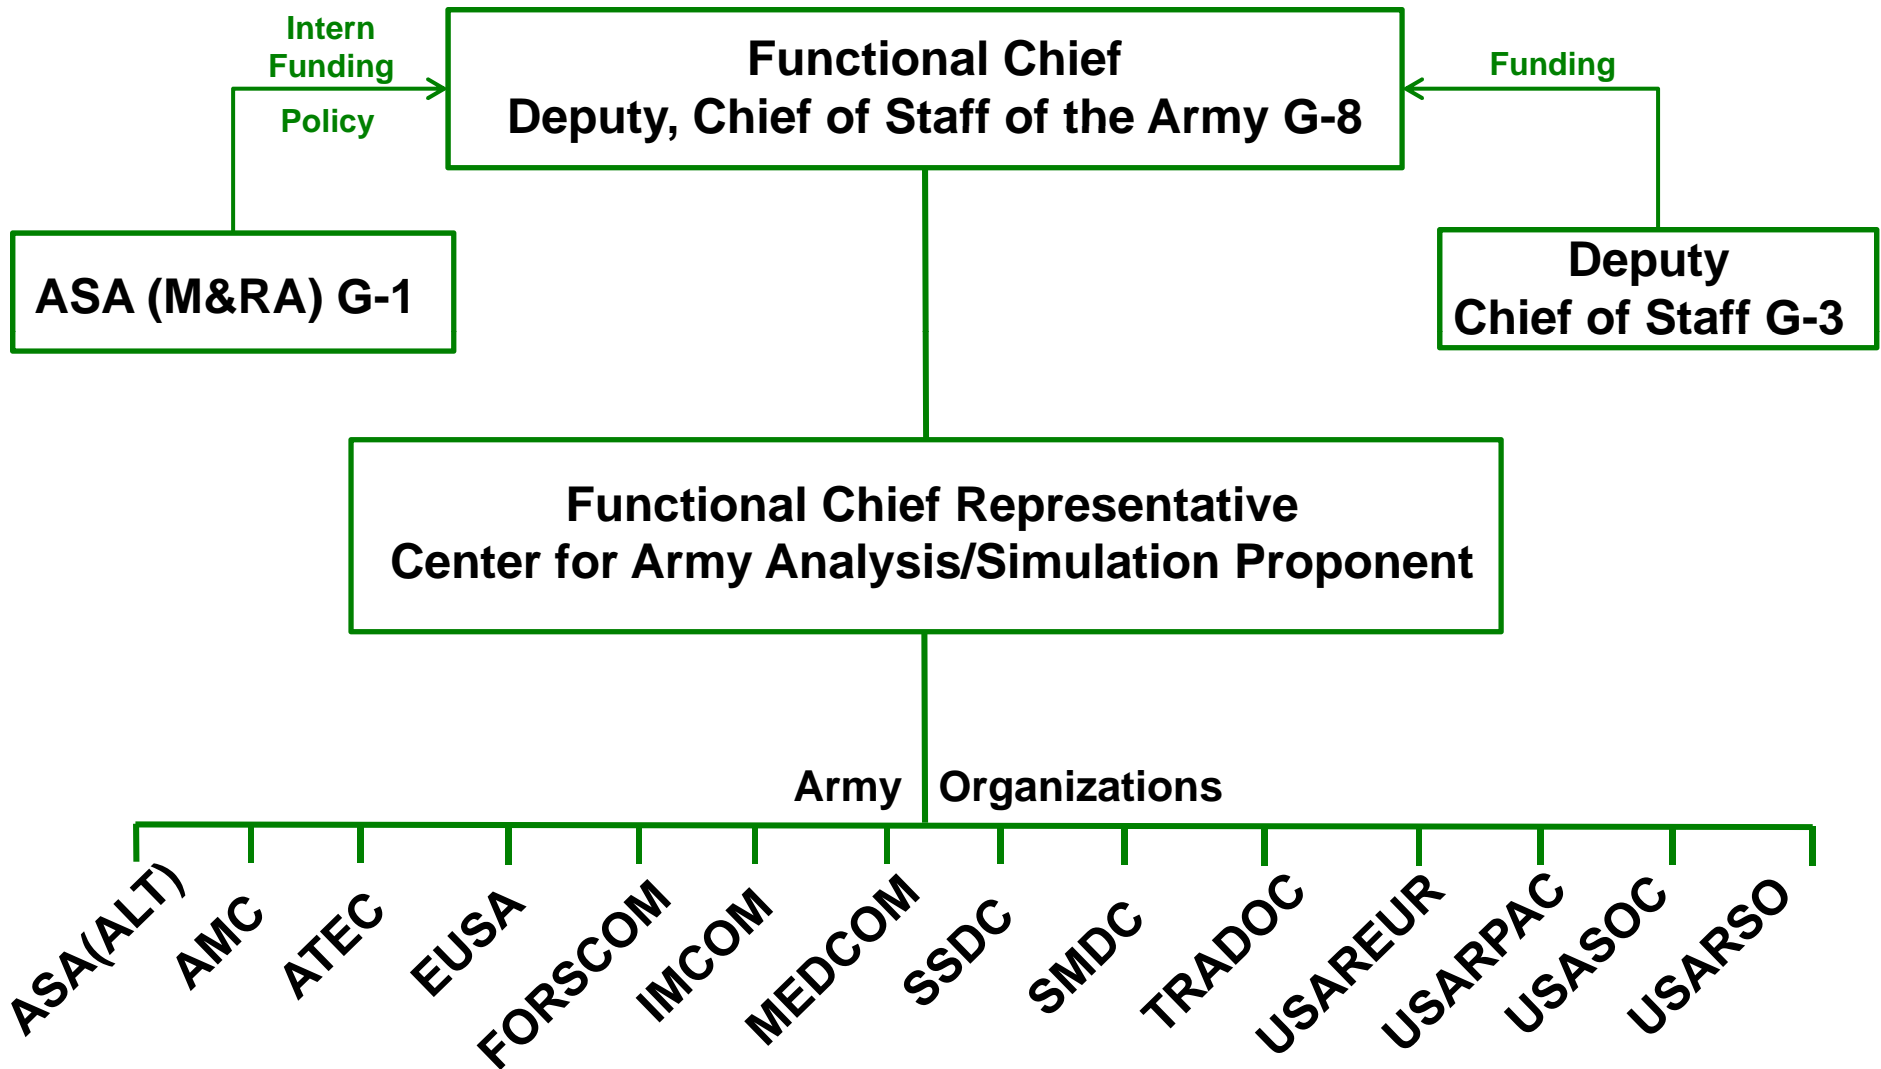 Intern
Funding
Policy
Functional Chief
Deputy, Chief of Staff of the Army G-8
Funding
ASA (M&RA) G-1
Deputy
Chief of Staff G-3
Functional Chief Representative
Center for Army Analysis/Simulation Proponent
Army Organizations
ASA(ALT)
AMC
ATEC
EUSA
FORSCOM
IMCOM
MEDCOM
SSDC
SMDC
TRADOC
USAREUR
USARPAC
USASOC
USARSO